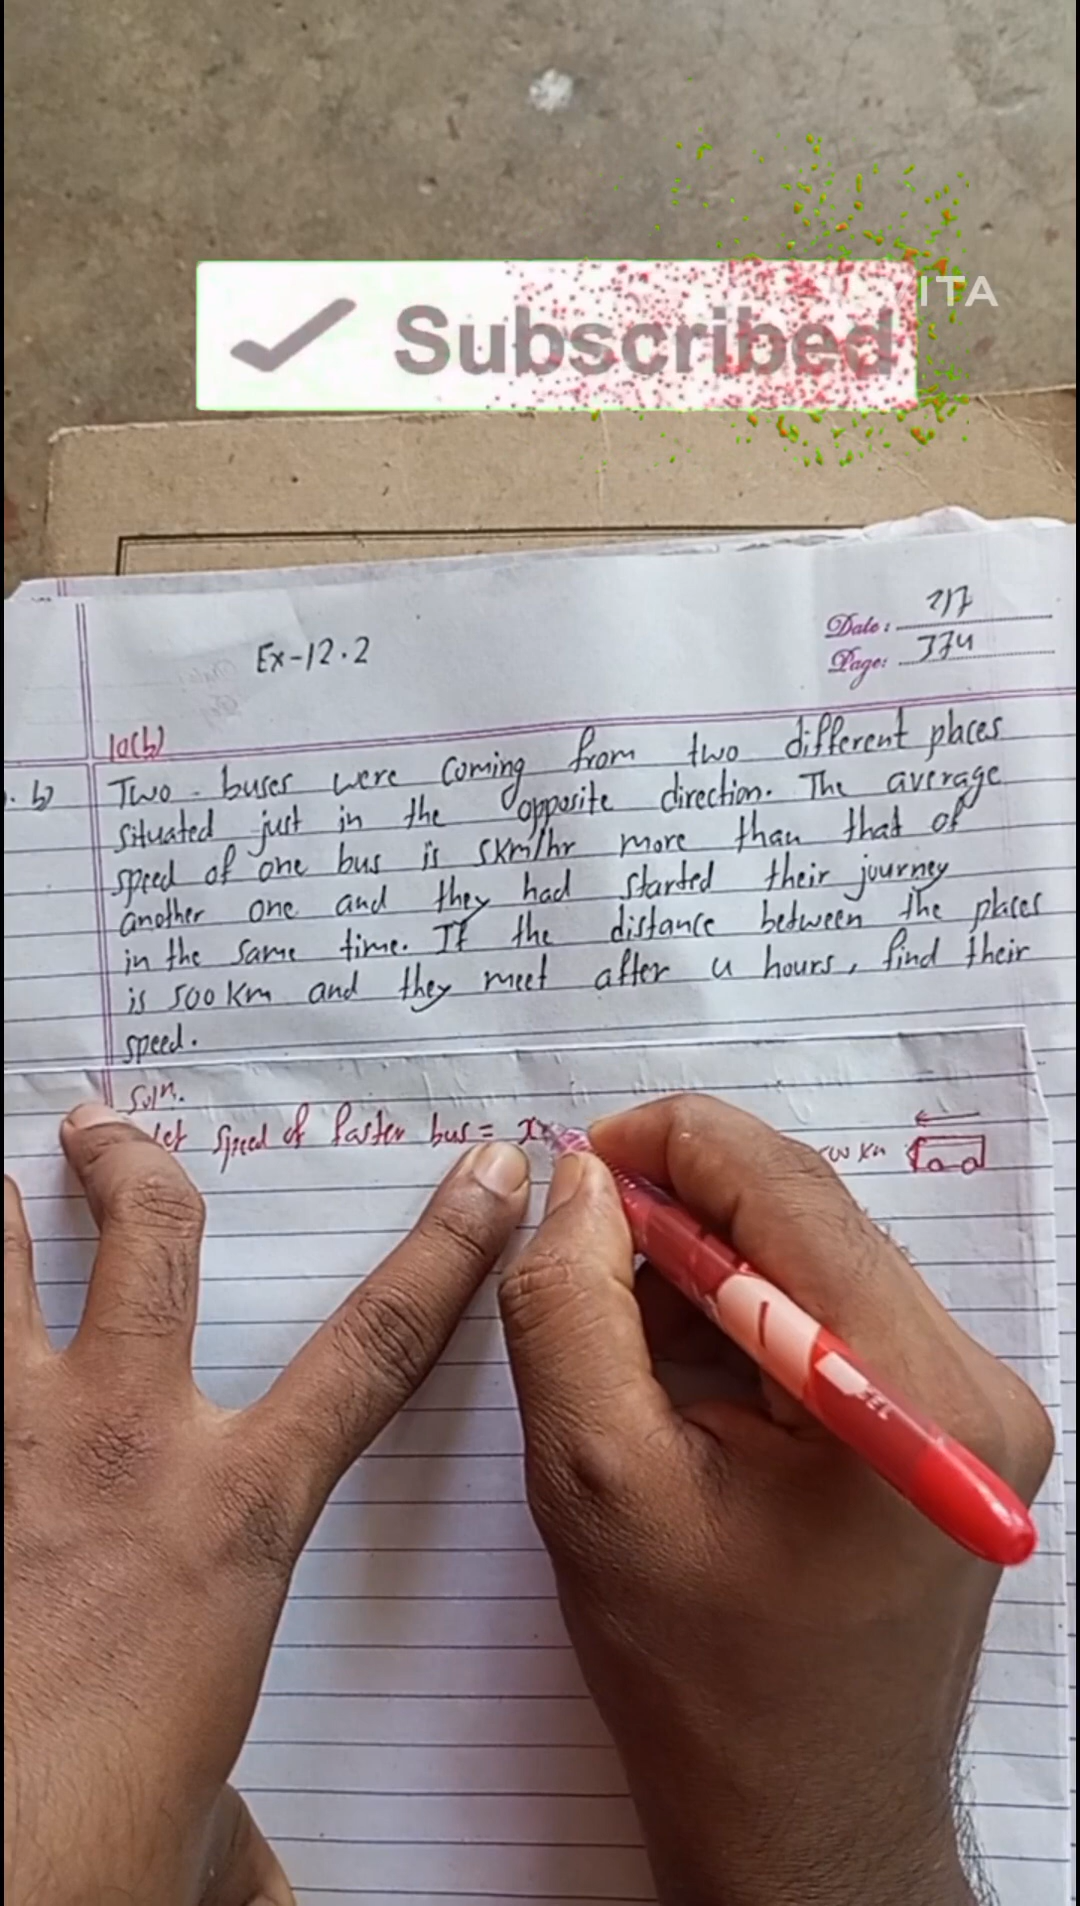 ITA
Subscribed
Date: 217
Page: 374
Ex-12.2
10(b)
b) Two buses were coming from two different places
situated just in the opposite direction. The average
speed of one bus is 5km/hr more than that of
another one and they had started their journey
in the same time. If the distance between the places
is 500 km and they meet after 4 hours, find their
speed.
Soln.
Let speed of faster bus = x
km